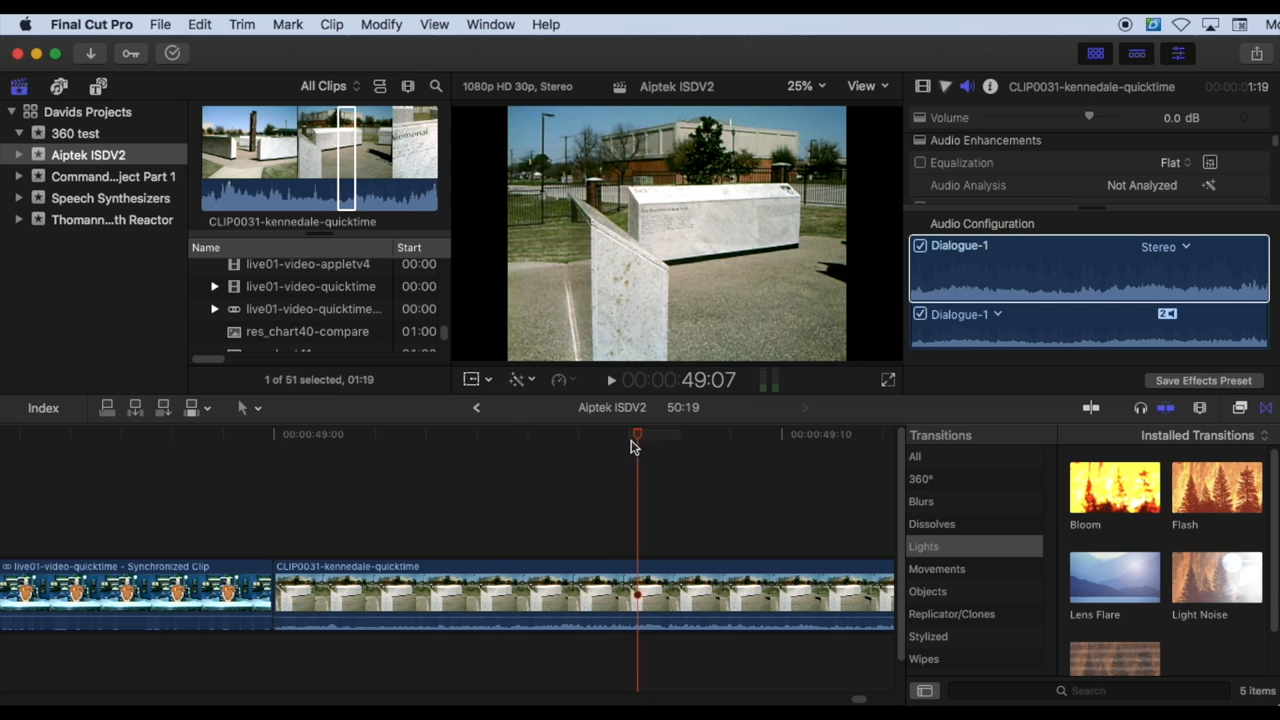 Final Cut Pro File Edit Trim Mark Clip Modify View Window Help
All Clips 1080p HD 30p, Stereo Aiptek ISDV2 25% View CLIP0031-kennedale-quicktime 00:00:01:19
Davids Projects
360 test
Aiptek ISDV2
Command...ject Part 1
Speech Synthesizers
Thomann...th Reactor
CLIP0031-kennedale-quicktime
Name Start
live01-video-appletv4 00:00
live01-video-quicktime 00:00
live01-video-quicktime... 00:00
res_chart40-compare 01:00
1 of 51 selected, 01:19
00:00:49:07
Volume 0.0 dB
Audio Enhancements
Equalization Flat
Audio Analysis Not Analyzed
Audio Configuration
Dialogue-1 Stereo
Dialogue-1 2
Save Effects Preset
Index Aiptek ISDV2 50:19
00:00:49:00 00:00:49:10
live01-video-quicktime - Synchronized Clip CLIP0031-kennedale-quicktime
Transitions Installed Transitions
All
360°
Blurs
Dissolves
Lights
Movements
Objects
Replicator/Clones
Stylized
Wipes
Bloom Flash
Lens Flare Light Noise
Search 5 items